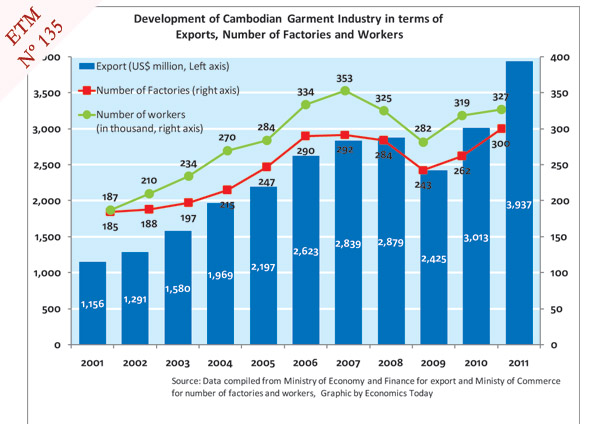 ETM
N° 135
Development of Cambodian Garment Industry in terms of
Exports, Number of Factories and Workers
Export (US$ million, Left axis)
Number of Factories (right axis)
Number of workers
(in thousand, right axis)
3,500
3,000
2,500
2,000
1,500
1,000
500
0
400
350
300
250
200
150
100
50
0
187 210 234 270 284 334 353 325 282 319 327
185 188 197 215 247 290 292 284 243 262 300
1,156 1,291 1,580 1,969 2,197 2,623 2,839 2,879 2,425 3,013 3,937
2001 2002 2003 2004 2005 2006 2007 2008 2009 2010 2011
Source: Data compiled from Ministry of Economy and Finance for export and Ministy of Commerce
for number of factories and workers, Graphic by Economics Today